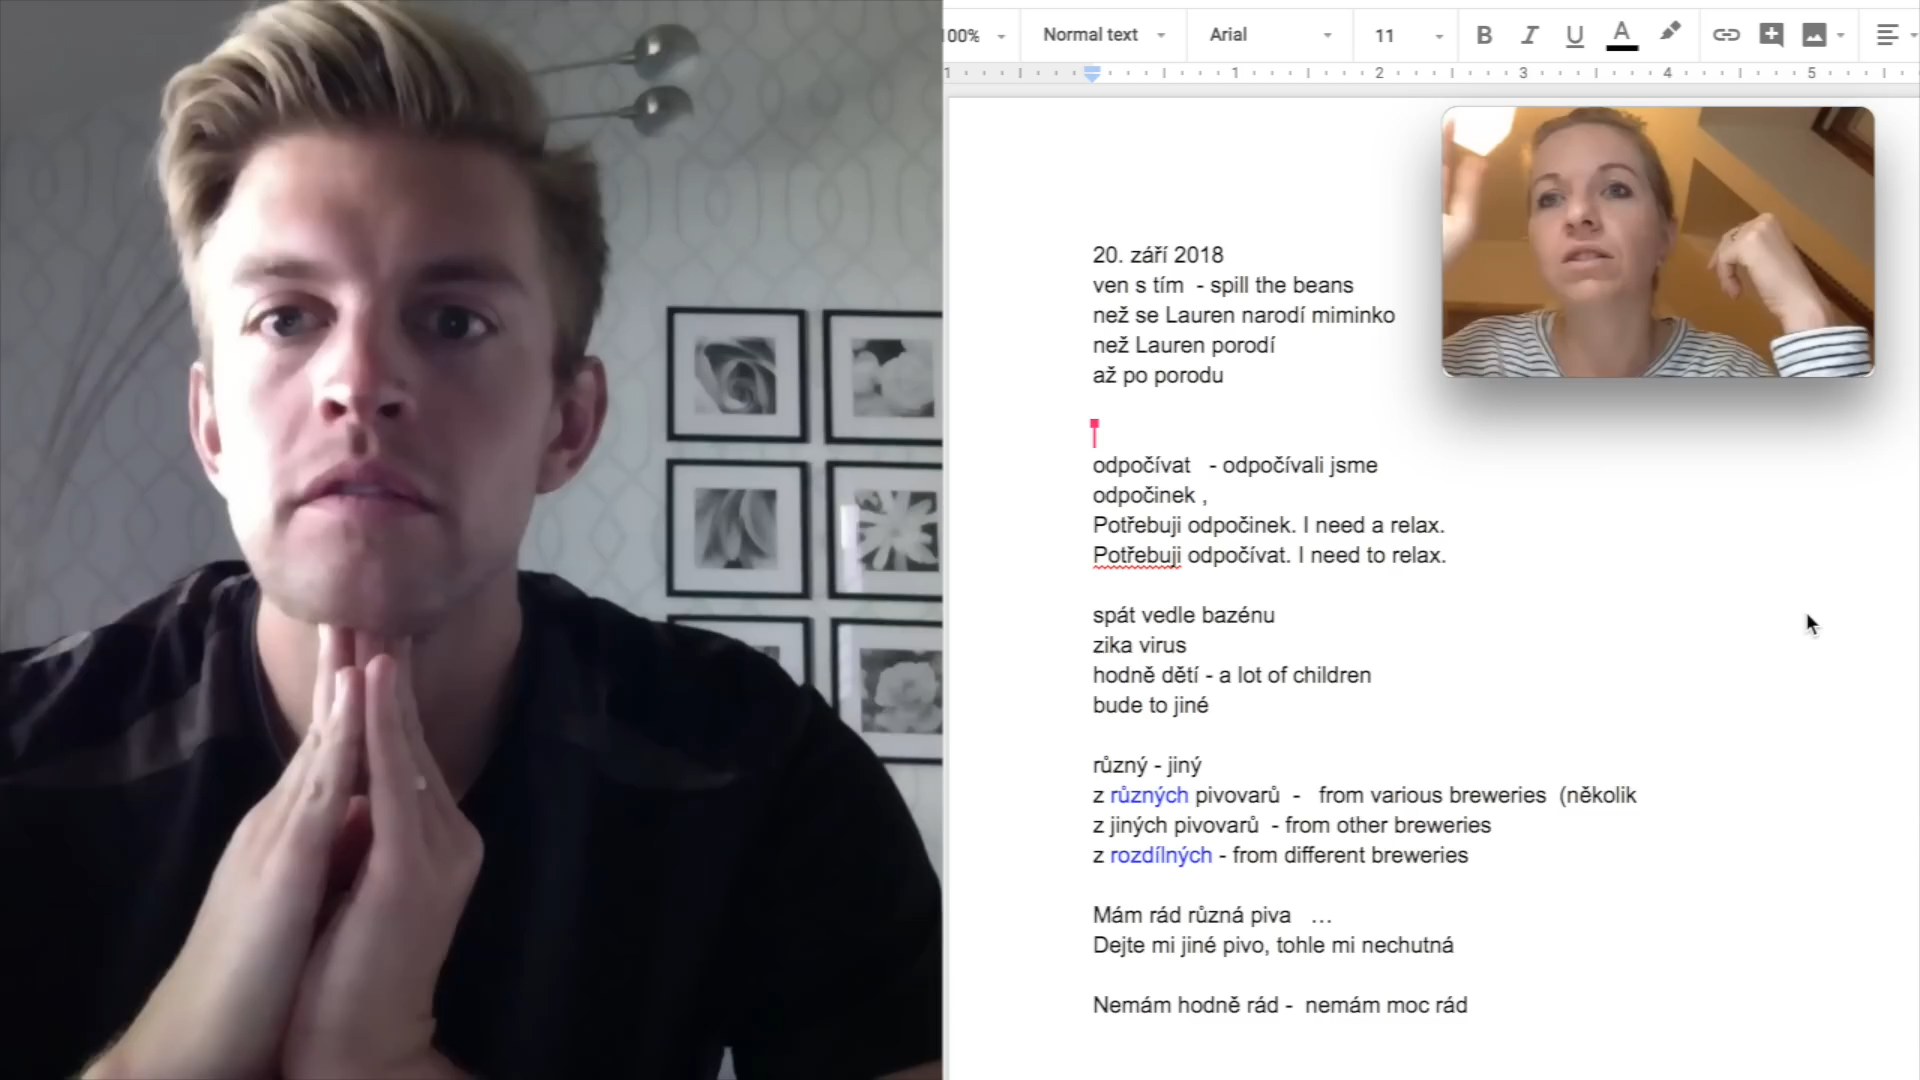 100% Normal text Arial 11 B I U A
1 1 2 3 4 5
20. září 2018
ven s tím - spill the beans
než se Lauren narodí miminko
než Lauren porodí
až po porodu
odpočívat - odpočívali jsme
odpočinek ,
Potřebuji odpočinek. I need a relax.
Potřebuji odpočívat. I need to relax.
spát vedle bazénu
zika virus
hodně dětí - a lot of children
bude to jiné
různý - jiný
z různých pivovarů - from various breweries (několik
z jiných pivovarů - from other breweries
z rozdílných - from different breweries
Mám rád různá piva …
Dejte mi jiné pivo, tohle mi nechutná
Nemám hodně rád - nemám moc rád